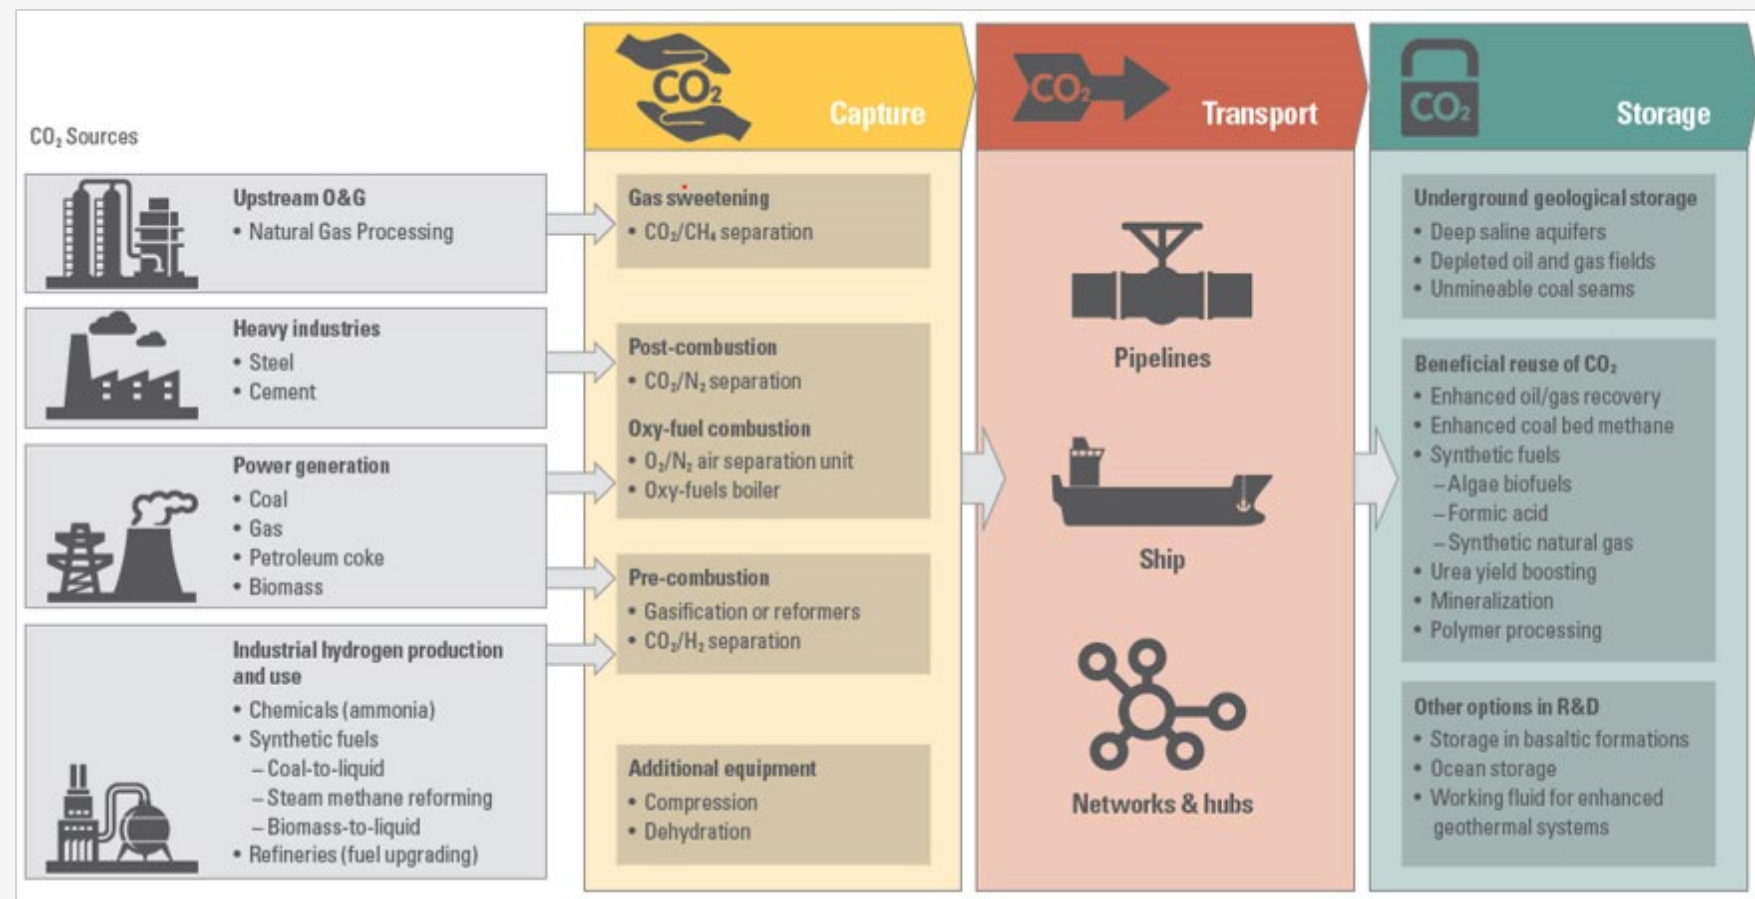 CO₂ Sources
Upstream O&G
• Natural Gas Processing
Heavy industries
• Steel
• Cement
Power generation
• Coal
• Gas
• Petroleum coke
• Biomass
Industrial hydrogen production
and use
• Chemicals (ammonia)
• Synthetic fuels
– Coal-to-liquid
– Steam methane reforming
– Biomass-to-liquid
• Refineries (fuel upgrading)
CO₂
Capture
Gas sweetening
• CO₂/CH₄ separation
Post-combustion
• CO₂/N₂ separation
Oxy-fuel combustion
• O₂/N₂ air separation unit
• Oxy-fuels boiler
Pre-combustion
• Gasification or reformers
• CO₂/H₂ separation
Additional equipment
• Compression
• Dehydration
CO₂
Transport
Pipelines
Ship
Networks & hubs
CO₂
Storage
Underground geological storage
• Deep saline aquifers
• Depleted oil and gas fields
• Unmineable coal seams
Beneficial reuse of CO₂
• Enhanced oil/gas recovery
• Enhanced coal bed methane
• Synthetic fuels
– Algae biofuels
– Formic acid
– Synthetic natural gas
• Urea yield boosting
• Mineralization
• Polymer processing
Other options in R&D
• Storage in basaltic formations
• Ocean storage
• Working fluid for enhanced
geothermal systems